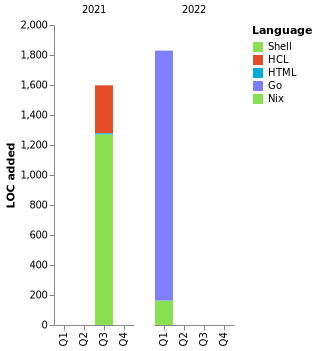 2021 2022
Language
Shell
HCL
HTML
Go
Nix
LOC added
2,000
1,800
1,600
1,400
1,200
1,000
800
600
400
200
0
Q1 Q2 Q3 Q4 Q1 Q2 Q3 Q4